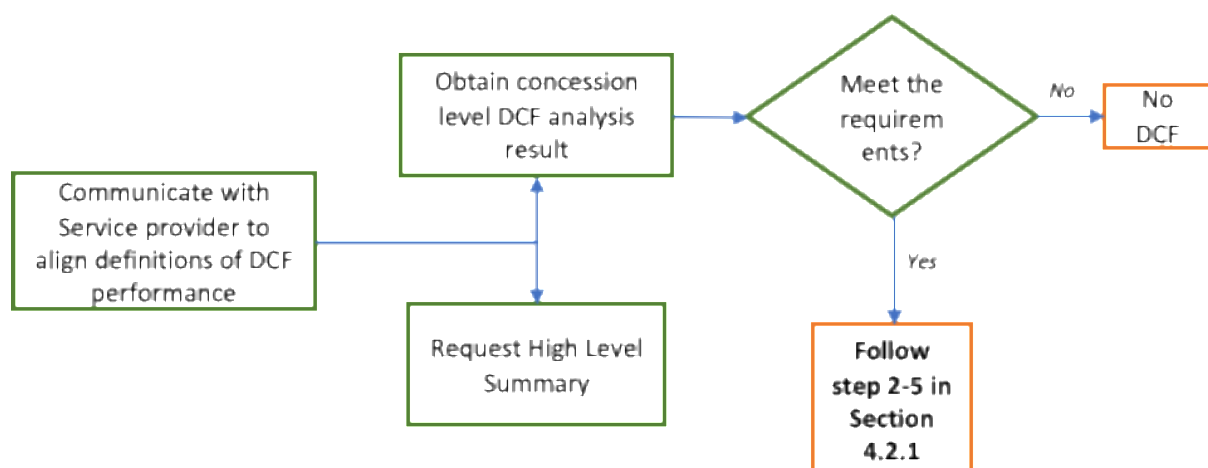 Communicate with
Service provider to
align definitions of DCF
performance
Obtain concession
level DCF analysis
result
Request High Level
Summary
Meet the
requirem
ents?
No
No
DCF
Yes
Follow
step 2-5 in
Section
4.2.1